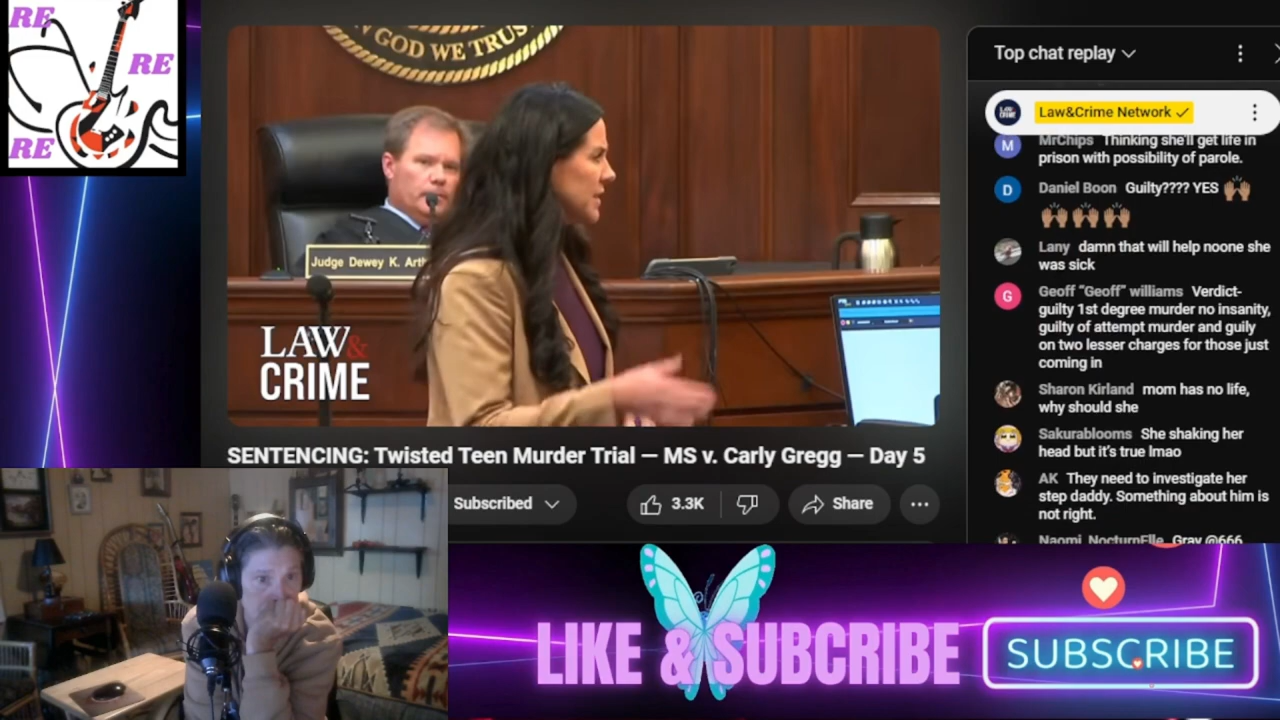 RE
RE
RE
N GOD WE TRUS
Judge Dewey K. Arth
LAW&
CRIME
SENTENCING: Twisted Teen Murder Trial — MS v. Carly Gregg — Day 5
Subscribed
3.3K
Share
Top chat replay
LAW&
CRIME
Law&Crime Network
M
MrChips Thinking she'll get life in
prison with possibility of parole.
D
Daniel Boon Guilty???? YES 🙌🏽
🙌🏽🙌🏽🙌🏽
Lany damn that will help noone she
was sick
G
Geoff “Geoff” williams Verdict-
guilty 1st degree murder no insanity,
guilty of attempt murder and guily
on two lesser charges for those just
coming in
Sharon Kirland mom has no life,
why should she
Sakurablooms She shaking her
head but it’s true lmao
AK They need to investigate her
step daddy. Something about him is
not right.
Naomi_NocturnElle Gray @666
LIKE & SUBCRIBE
SUBSCRIBE